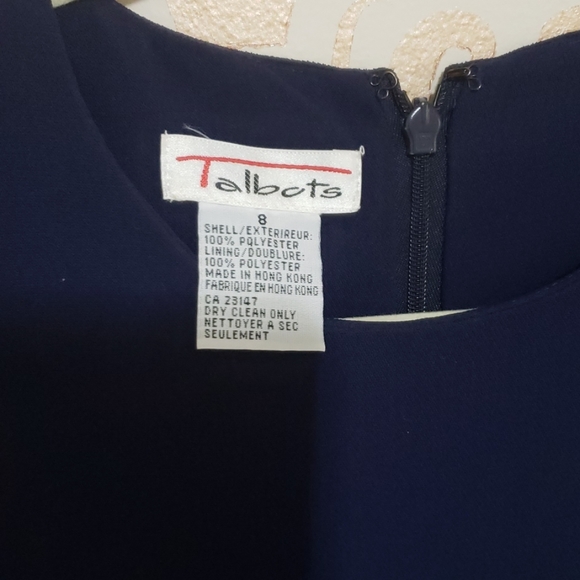 Talbots
8
SHELL/EXTERIREUR:
100% POLYESTER
LINING/DOUBLURE:
100% POLYESTER
MADE IN HONG KONG
FABRIQUE EN HONG KONG
CA 23147
DRY CLEAN ONLY
NETTOYER A SEC
SEULEMENT